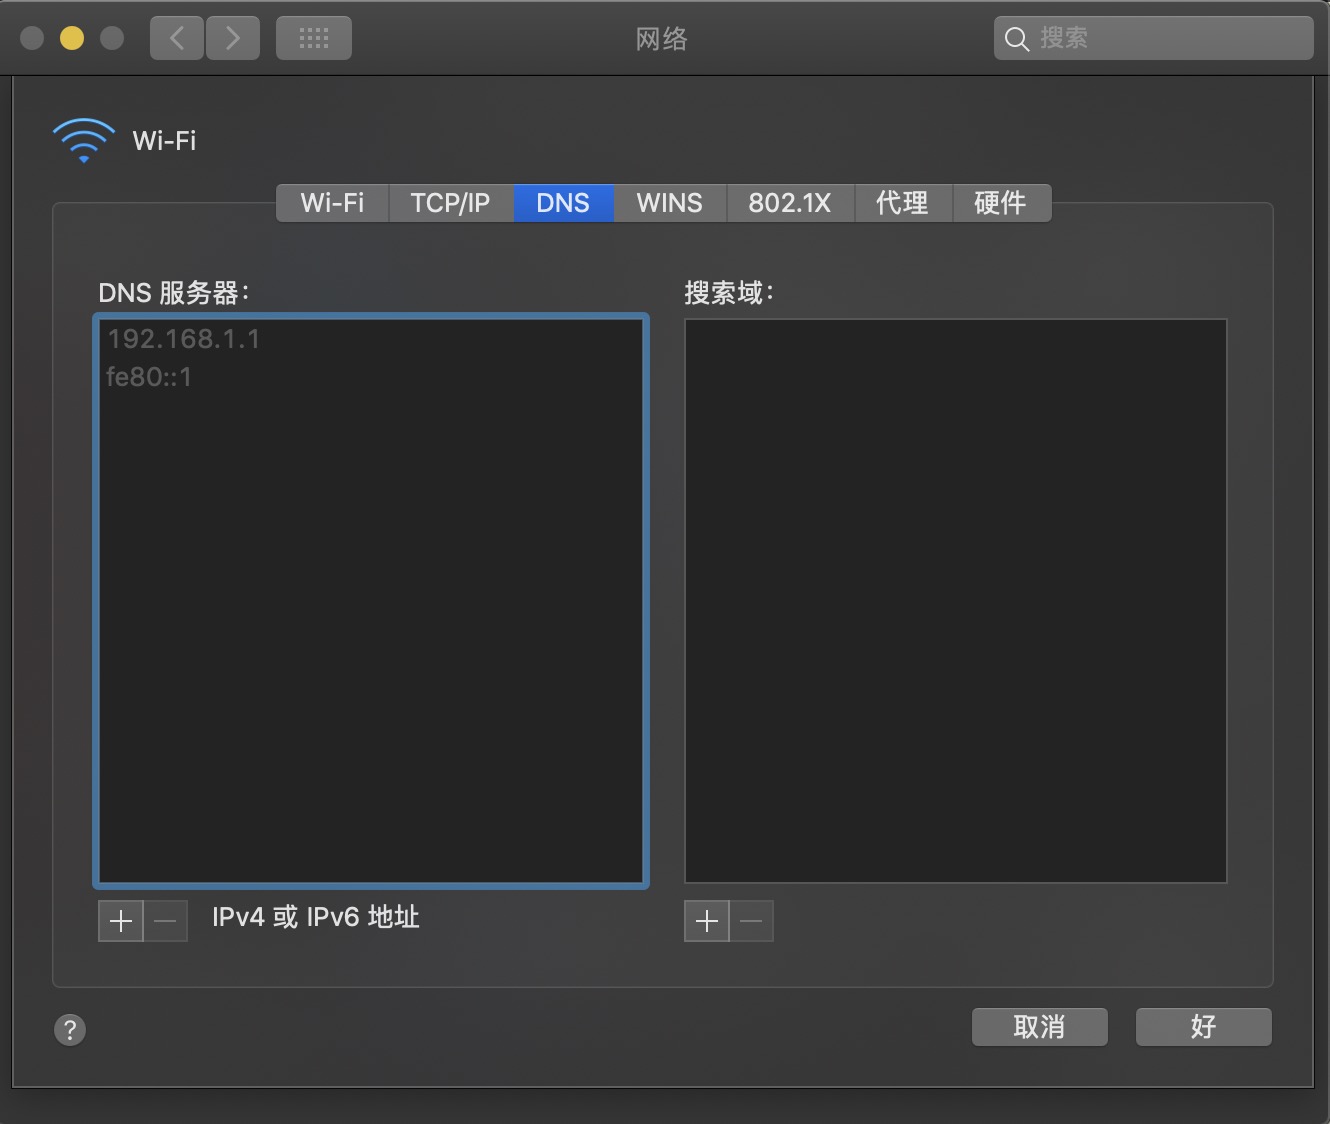 网络
搜索
Wi-Fi
Wi-Fi TCP/IP DNS WINS 802.1X 代理 硬件
DNS 服务器：
192.168.1.1
fe80::1
搜索域：
+ − IPv4 或 IPv6 地址
+ −
? 取消 好